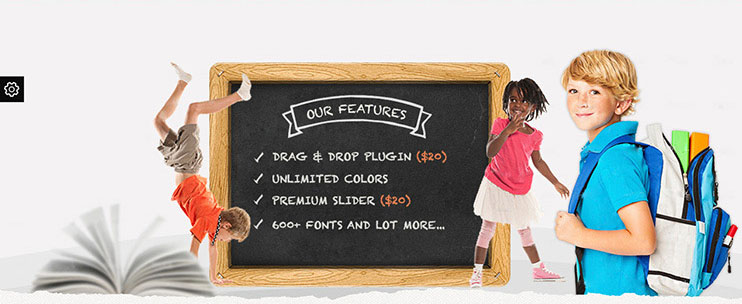 OUR FEATURES
✓ DRAG & DROP PLUGIN ($20)
✓ UNLIMITED COLORS
✓ PREMIUM SLIDER ($20)
✓ 600+ FONTS AND LOT MORE...